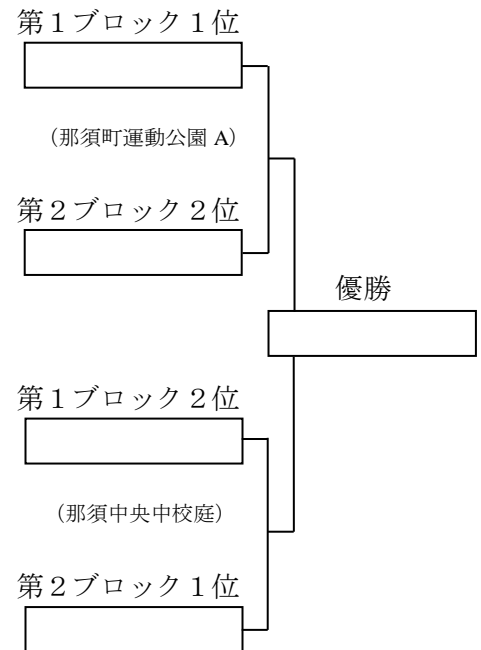 第１ブロック１位
（那須町運動公園 A）
第２ブロック２位
優勝
第１ブロック２位
（那須中央中校庭）
第２ブロック１位